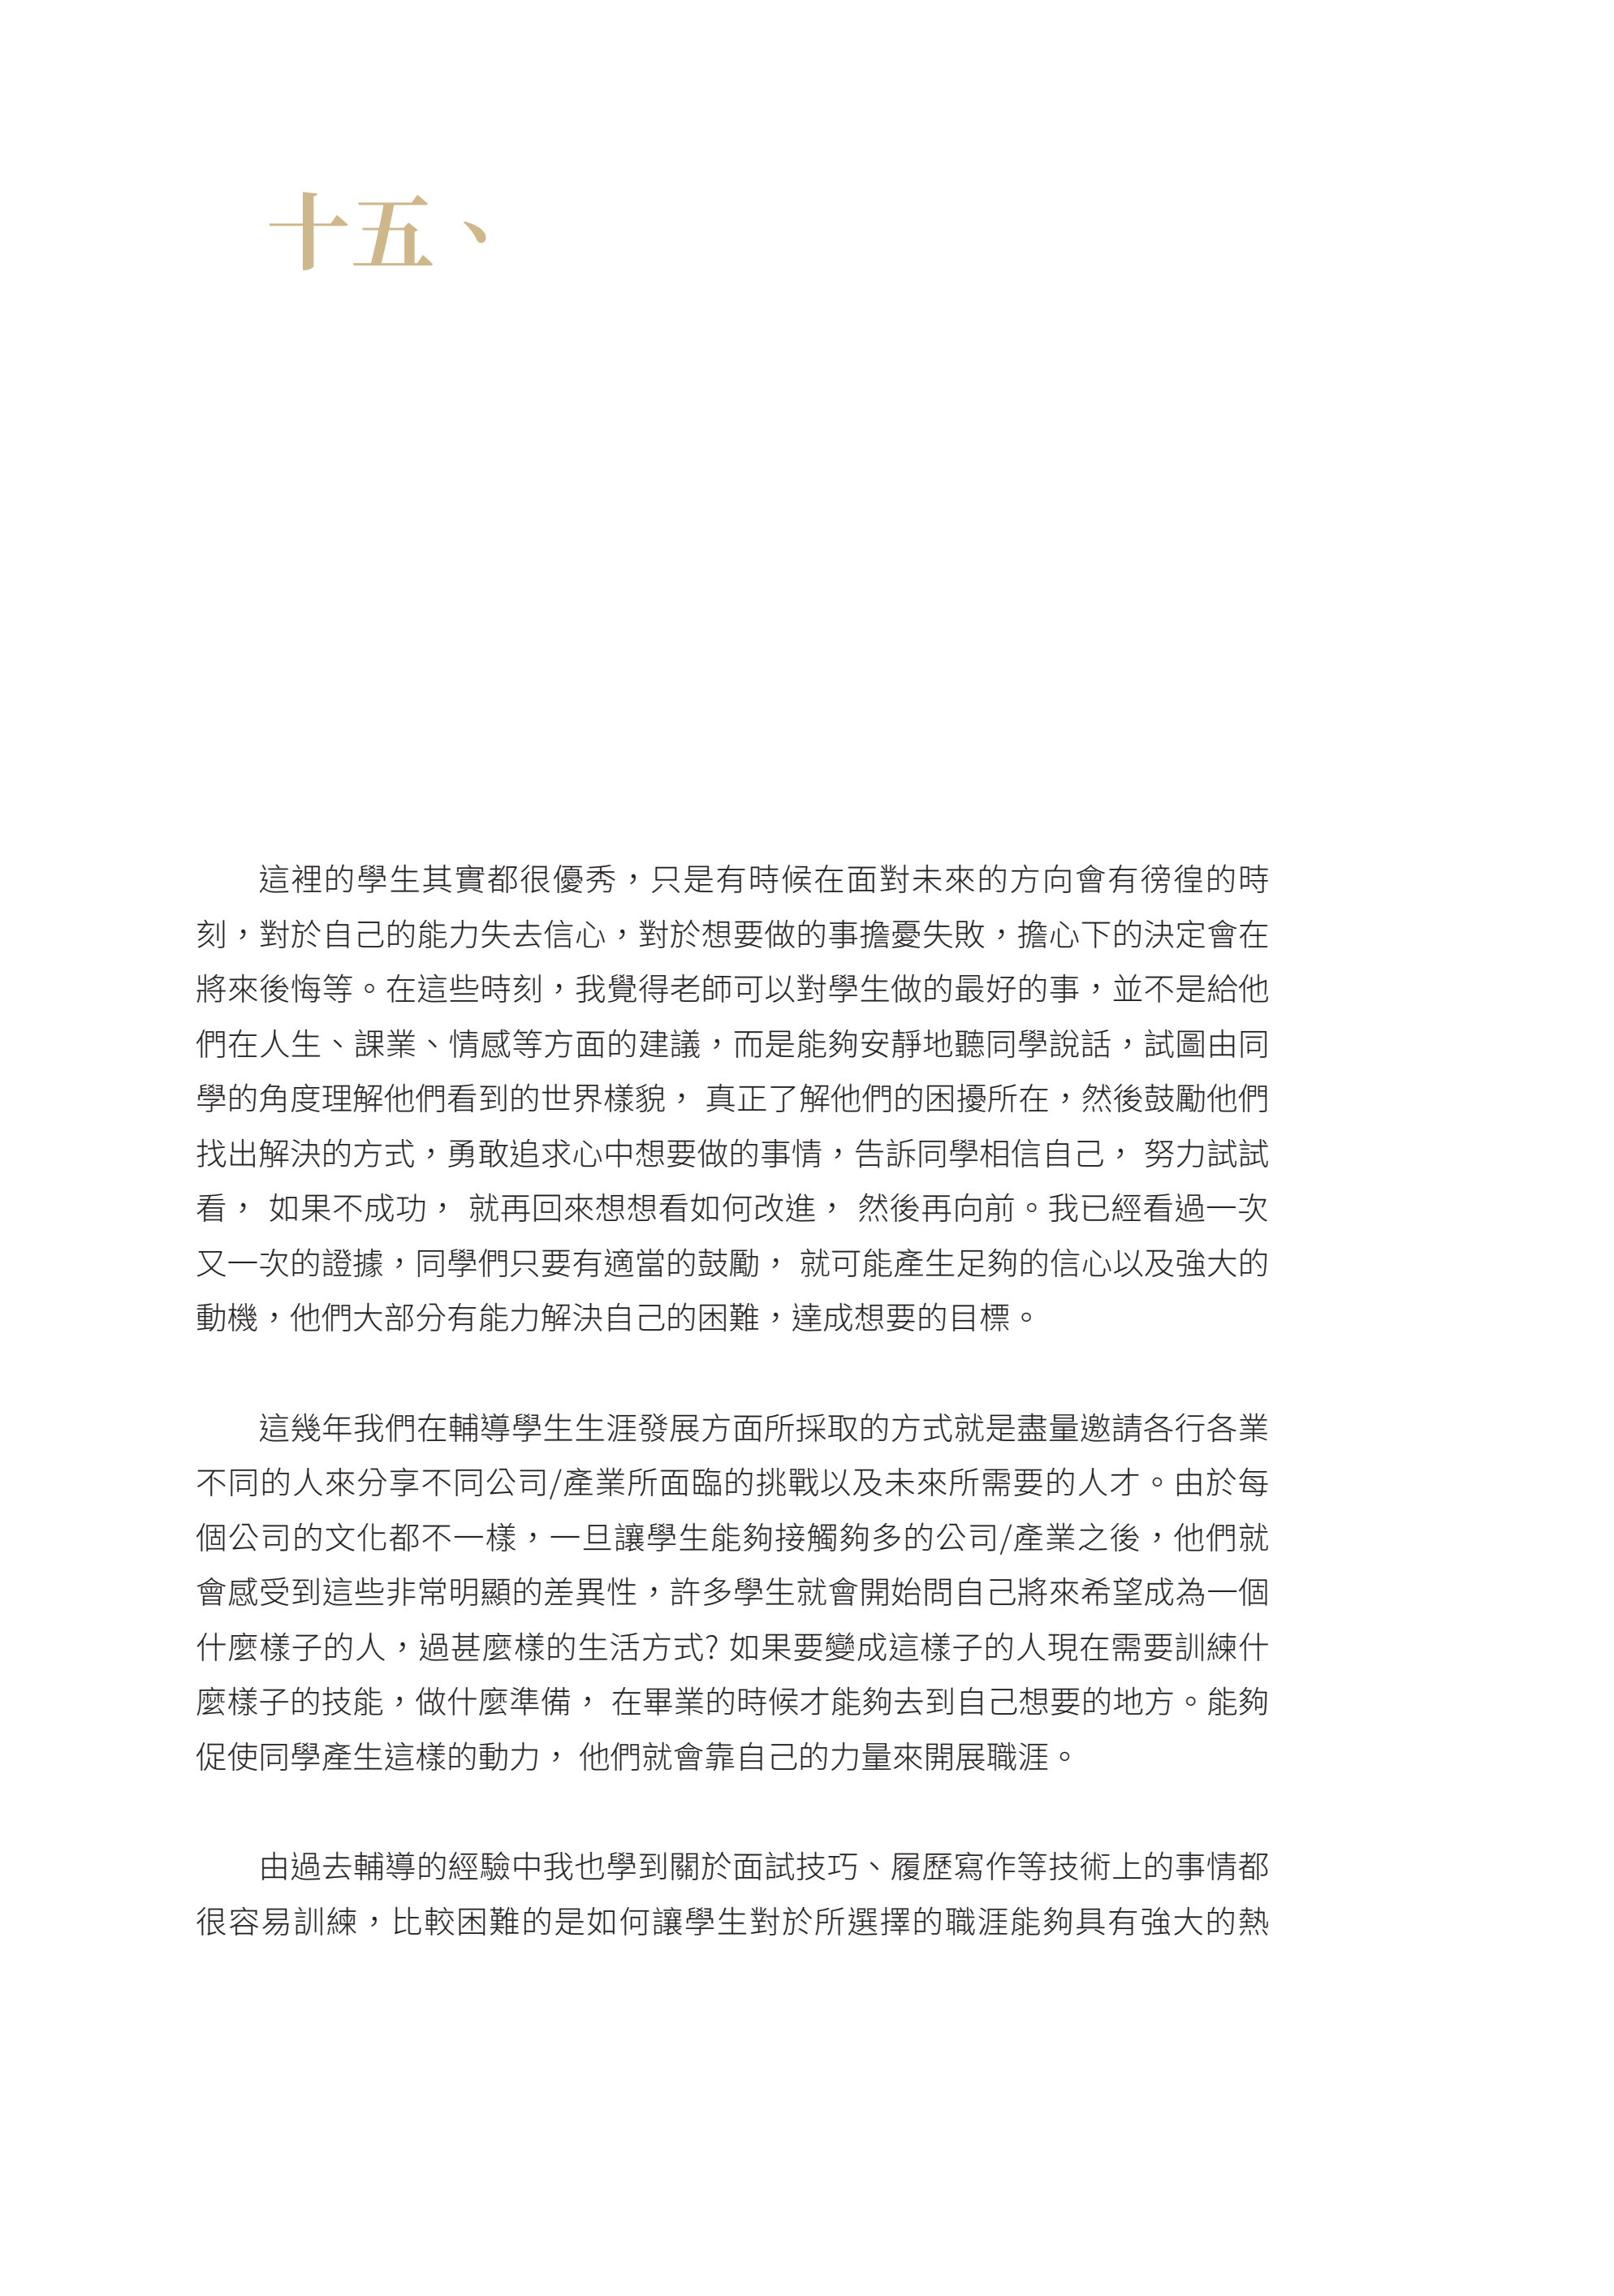 十五、
這裡的學生其實都很優秀，只是有時候在面對未來的方向會有徬徨的時
刻，對於自己的能力失去信心，對於想要做的事擔憂失敗，擔心下的決定會在
將來後悔等。在這些時刻，我覺得老師可以對學生做的最好的事，並不是給他
們在人生、課業、情感等方面的建議，而是能夠安靜地聽同學說話，試圖由同
學的角度理解他們看到的世界樣貌， 真正了解他們的困擾所在，然後鼓勵他們
找出解決的方式，勇敢追求心中想要做的事情，告訴同學相信自己， 努力試試
看， 如果不成功， 就再回來想想看如何改進， 然後再向前。我已經看過一次
又一次的證據，同學們只要有適當的鼓勵， 就可能產生足夠的信心以及強大的
動機，他們大部分有能力解決自己的困難，達成想要的目標。
這幾年我們在輔導學生生涯發展方面所採取的方式就是盡量邀請各行各業
不同的人來分享不同公司/產業所面臨的挑戰以及未來所需要的人才。由於每
個公司的文化都不一樣，一旦讓學生能夠接觸夠多的公司/產業之後，他們就
會感受到這些非常明顯的差異性，許多學生就會開始問自己將來希望成為一個
什麼樣子的人，過甚麼樣的生活方式? 如果要變成這樣子的人現在需要訓練什
麼樣子的技能，做什麼準備， 在畢業的時候才能夠去到自己想要的地方。能夠
促使同學產生這樣的動力， 他們就會靠自己的力量來開展職涯。
由過去輔導的經驗中我也學到關於面試技巧、履歷寫作等技術上的事情都
很容易訓練，比較困難的是如何讓學生對於所選擇的職涯能夠具有強大的熱